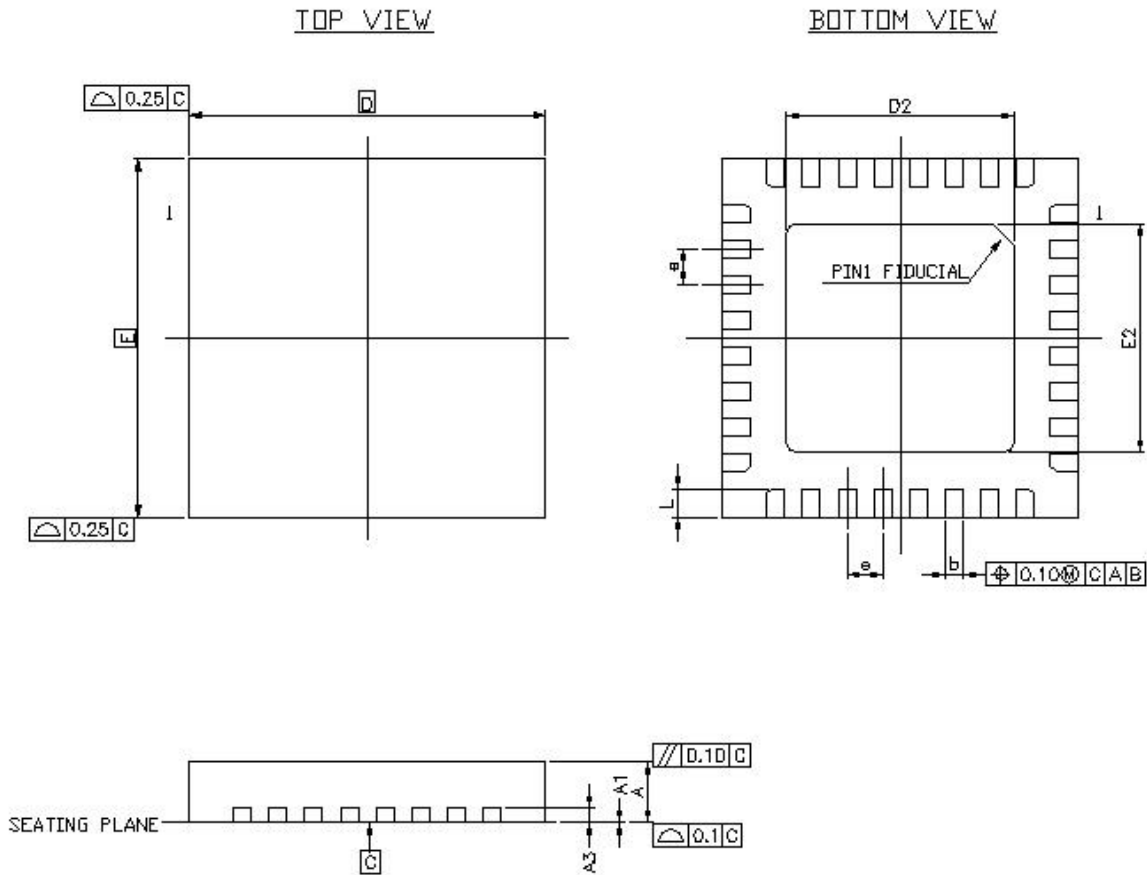 TOP VIEW
BOTTOM VIEW
0.25 C
D
D2
1
1
E
e
PIN1 FIDUCIAL
E2
L
0.25 C
e
b
⌖ 0.10Ⓜ C A B
// 0.10 C
A1
A
SEATING PLANE
0.1 C
A3
C